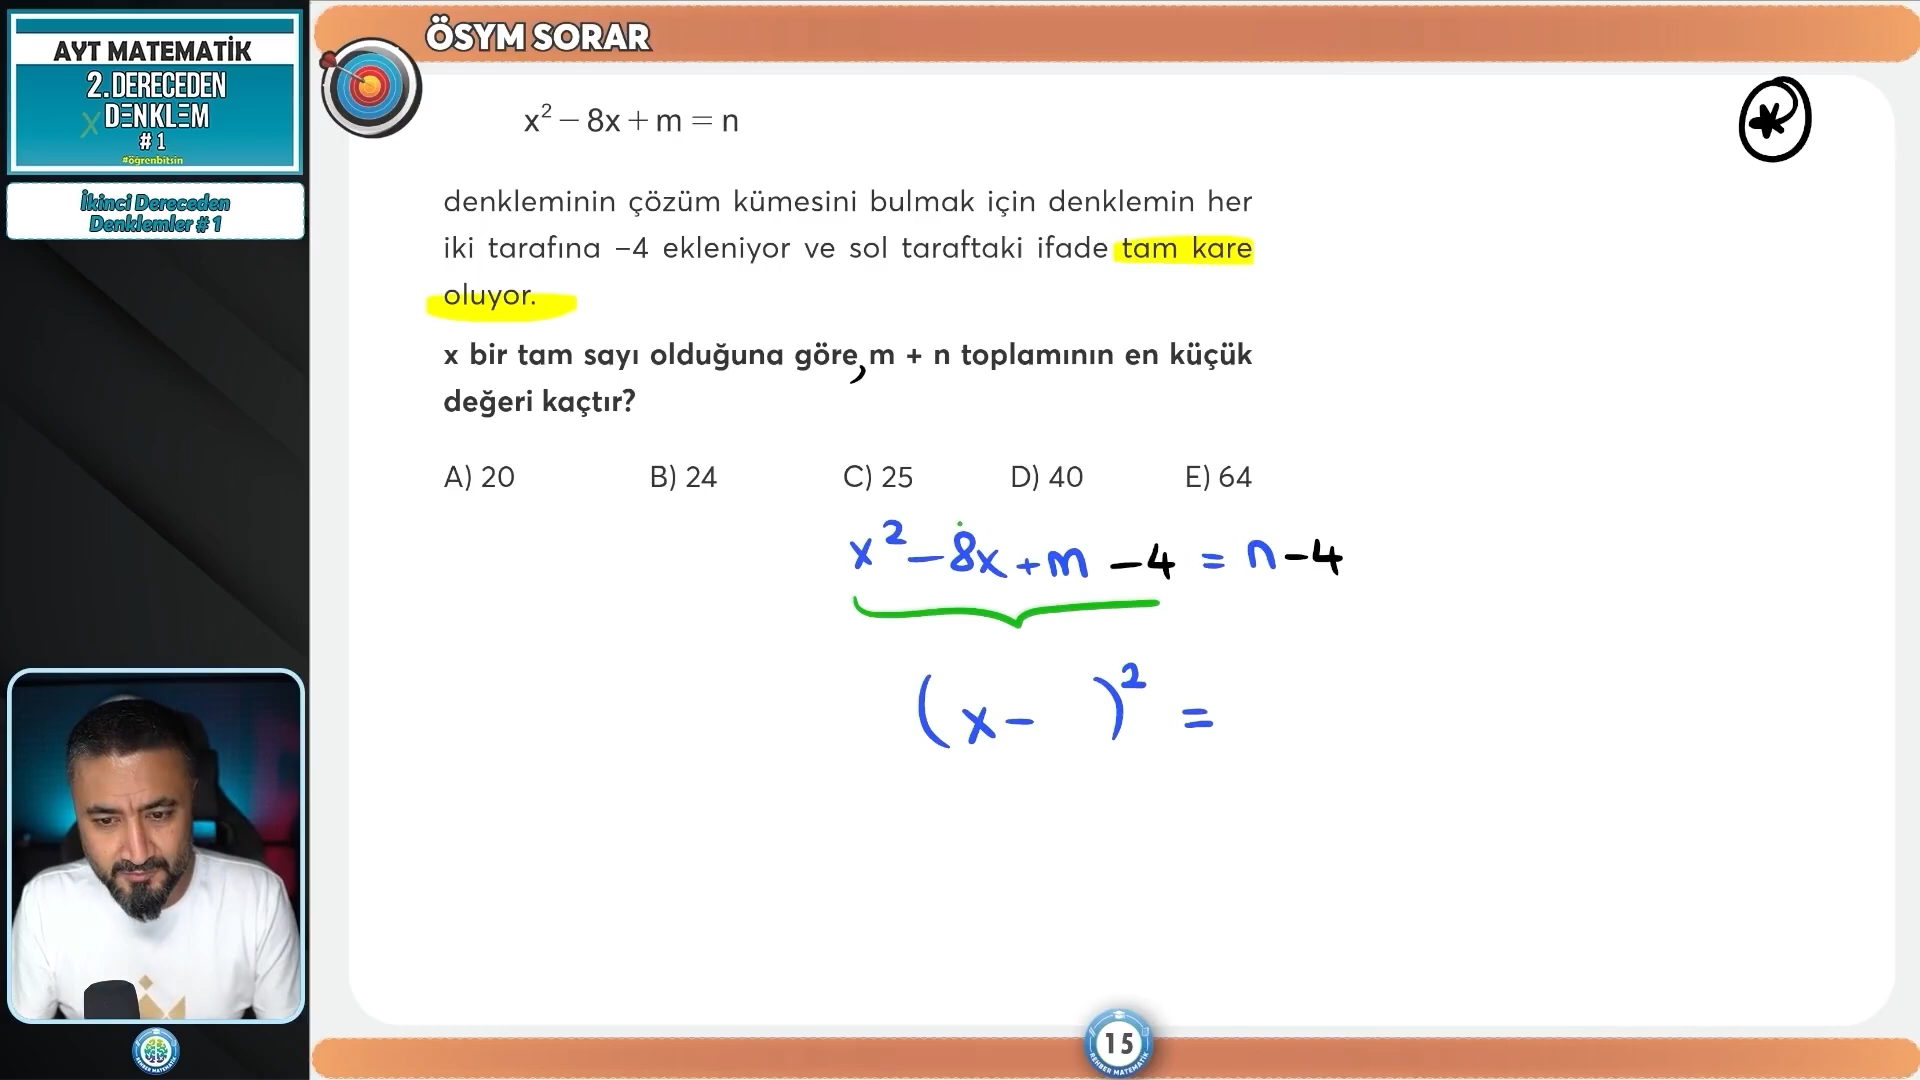 AYT MATEMATİK
2. DERECEDEN
DENKLEM
X
# 1
#öğrenbitsin
İkinci Dereceden
Denklemler # 1
ÖSYM SORAR
x² − 8x + m = n
denkleminin çözüm kümesini bulmak için denklemin her
iki tarafına −4 ekleniyor ve sol taraftaki ifade tam kare
oluyor.
x bir tam sayı olduğuna göre, m + n toplamının en küçük
değeri kaçtır?
A) 20 B) 24 C) 25 D) 40 E) 64
x² − 8x + m − 4 = n − 4
(x − )² =
15
REHBER MATEMATİK